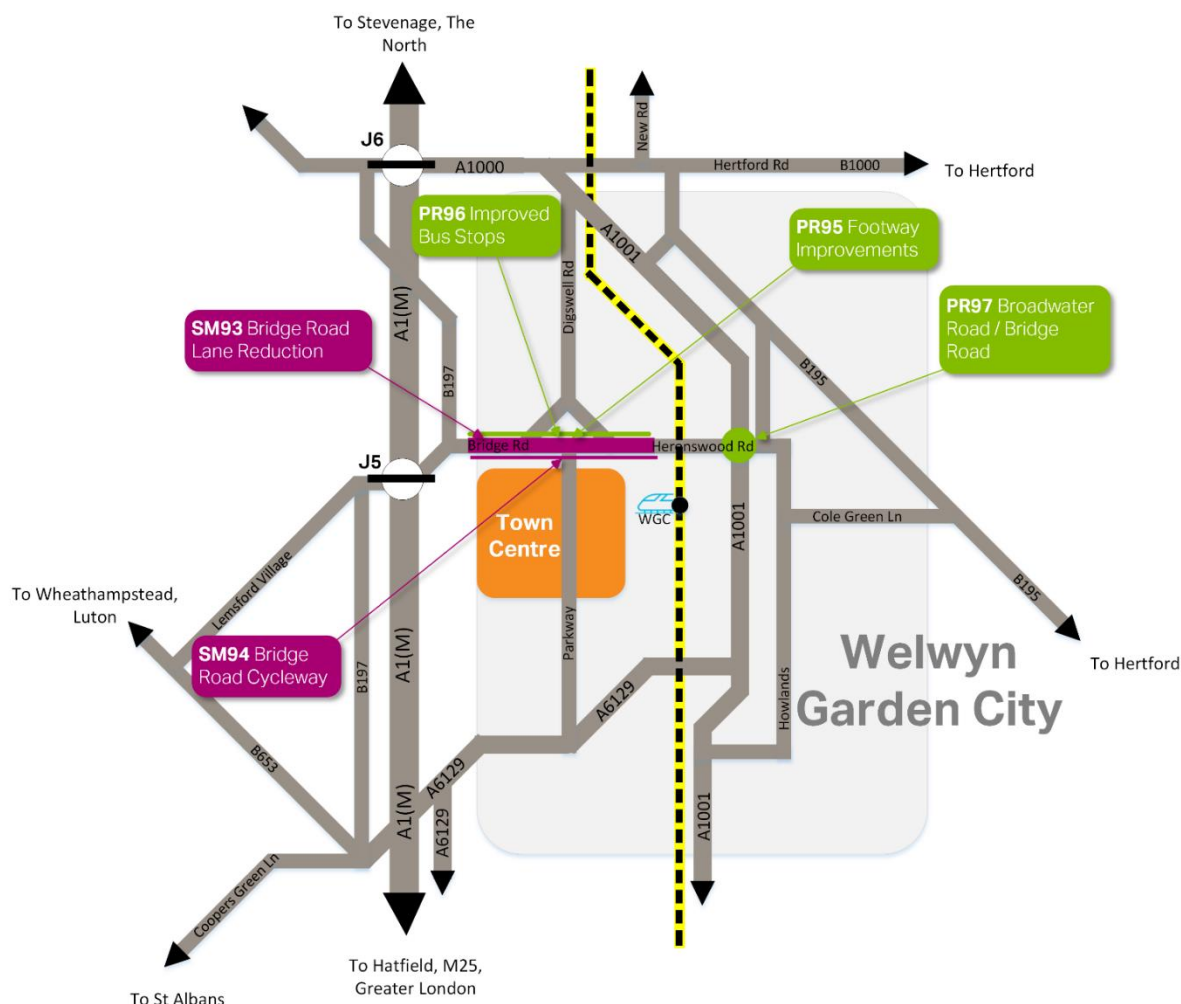 To Stevenage, The
North
J6
A1000
New Rd
Hertford Rd
B1000
To Hertford
PR96 Improved
Bus Stops
PR95 Footway
Improvements
A1001
Digswell Rd
A1(M)
SM93 Bridge Road
Lane Reduction
PR97 Broadwater
Road / Bridge
Road
B197
B195
Bridge Rd
Herenswood Rd
J5
Town
Centre
WGC
A1001
Cole Green Ln
Lemsford Village
To Wheathampstead,
Luton
B195
SM94 Bridge
Road Cycleway
B197
A1(M)
Parkway
Welwyn
Garden City
To Hertford
Howlands
A6129
B653
A6129
A1(M)
A6129
A1001
Coopers Green Ln
To Hatfield, M25,
Greater London
To St Albans